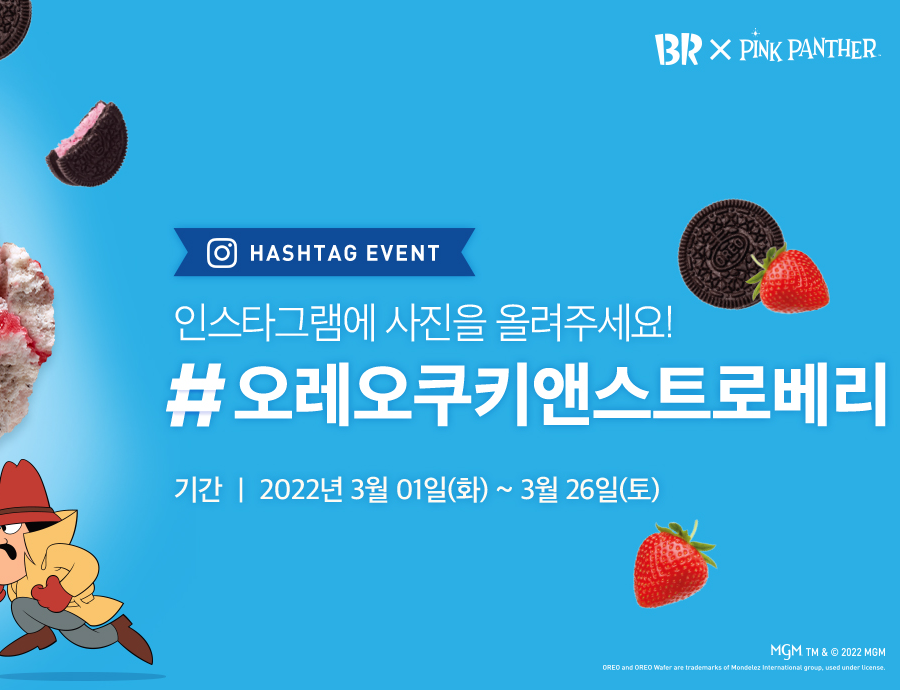 BR × PINK PANTHER
HASHTAG EVENT
인스타그램에 사진을 올려주세요!
#오레오쿠키앤스트로베리
기간 | 2022년 3월 01일(화) ~ 3월 26일(토)
MGM TM & © 2022 MGM
OREO and OREO Wafer are trademarks of Mondelez International group, used under license.